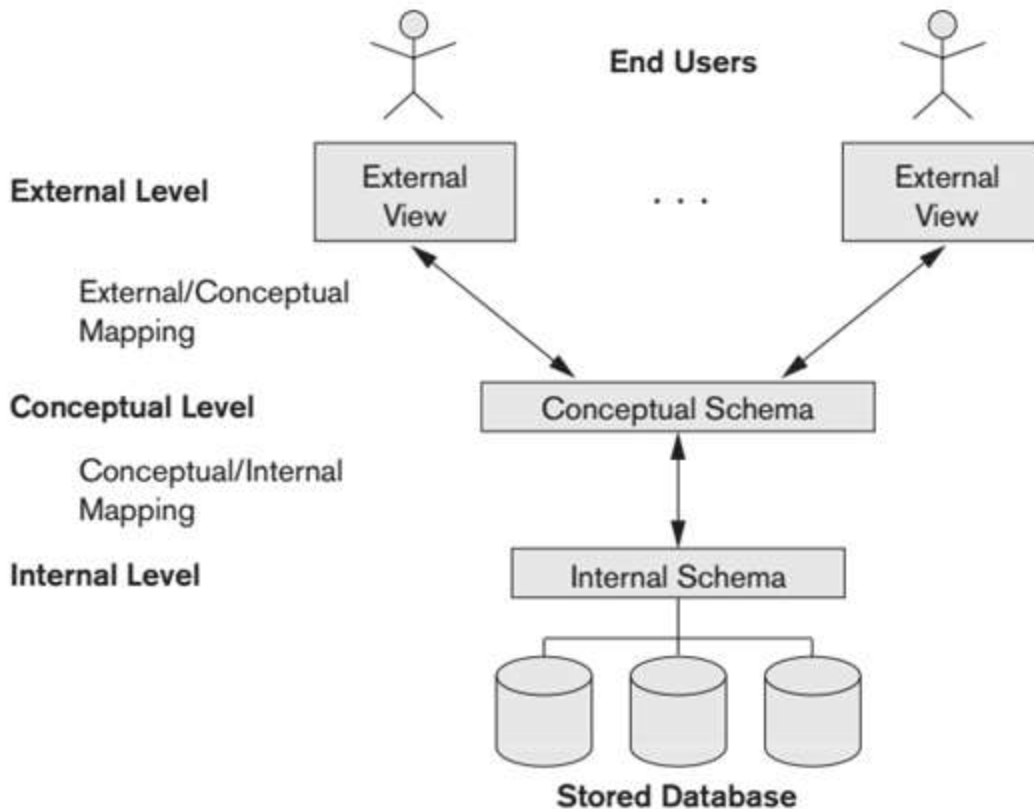 End Users
External Level
External
View
. . .
External
View
External/Conceptual
Mapping
Conceptual Level
Conceptual Schema
Conceptual/Internal
Mapping
Internal Level
Internal Schema
Stored Database